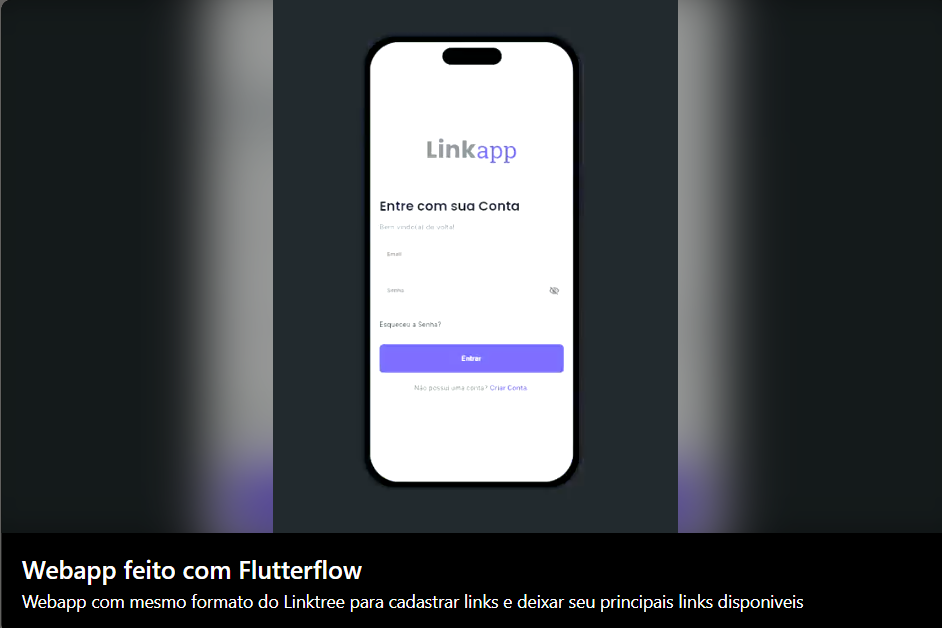 Linkapp
Entre com sua Conta
Bem vindo(a) de volta!
Email
Senha
Esqueceu a Senha?
Entrar
Não possui uma conta? Criar Conta
Webapp feito com Flutterflow
Webapp com mesmo formato do Linktree para cadastrar links e deixar seu principais links disponiveis